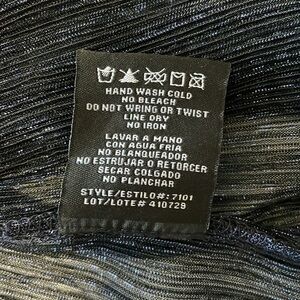 HAND WASH COLD
NO BLEACH
DO NOT WRING OR TWIST
LINE DRY
NO IRON
LAVAR A MANO
CON AGUA FRIA
NO BLANQUEADOR
NO ESTRUJAR O RETORCER
SECAR COLGADO
NO PLANCHAR
STYLE/ESTILO#:7101
LOT/LOTE# 410729